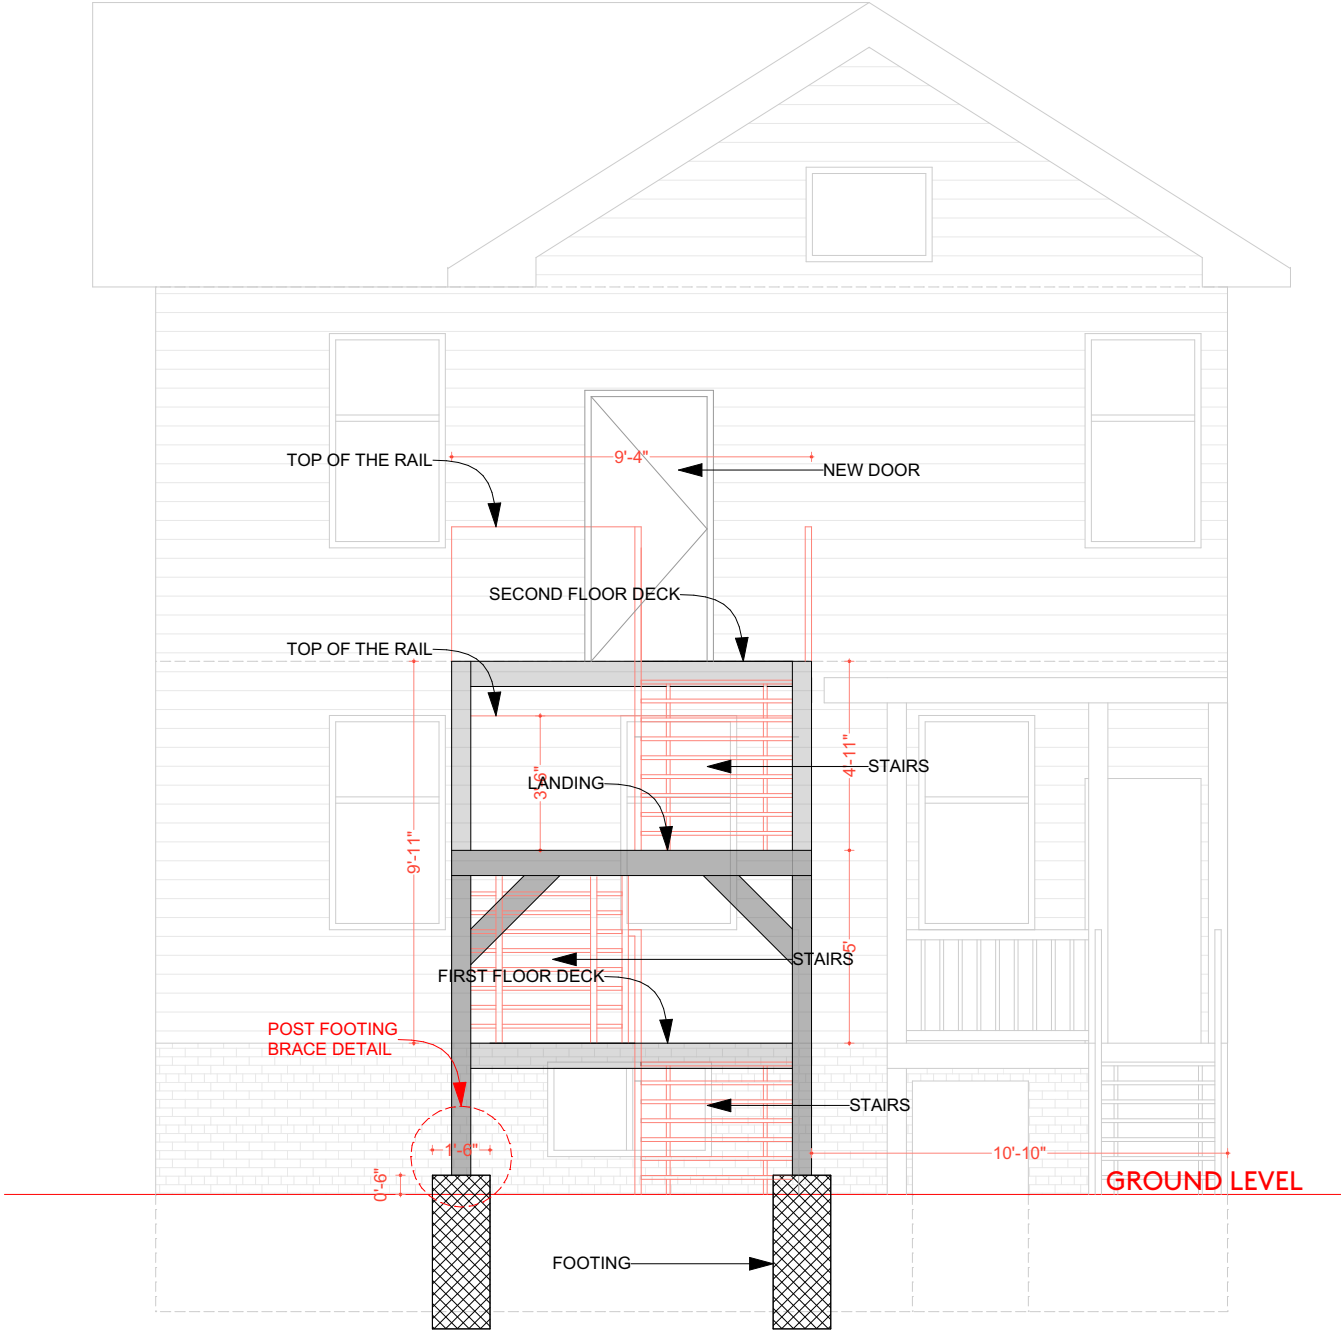 9'-4"
TOP OF THE RAIL
NEW DOOR
SECOND FLOOR DECK
TOP OF THE RAIL
4'-11"
STAIRS
3'-6"
LANDING
9'-11"
5'
STAIRS
FIRST FLOOR DECK
POST FOOTING
BRACE DETAIL
STAIRS
1'-6"
10'-10"
0'-6"
GROUND LEVEL
FOOTING